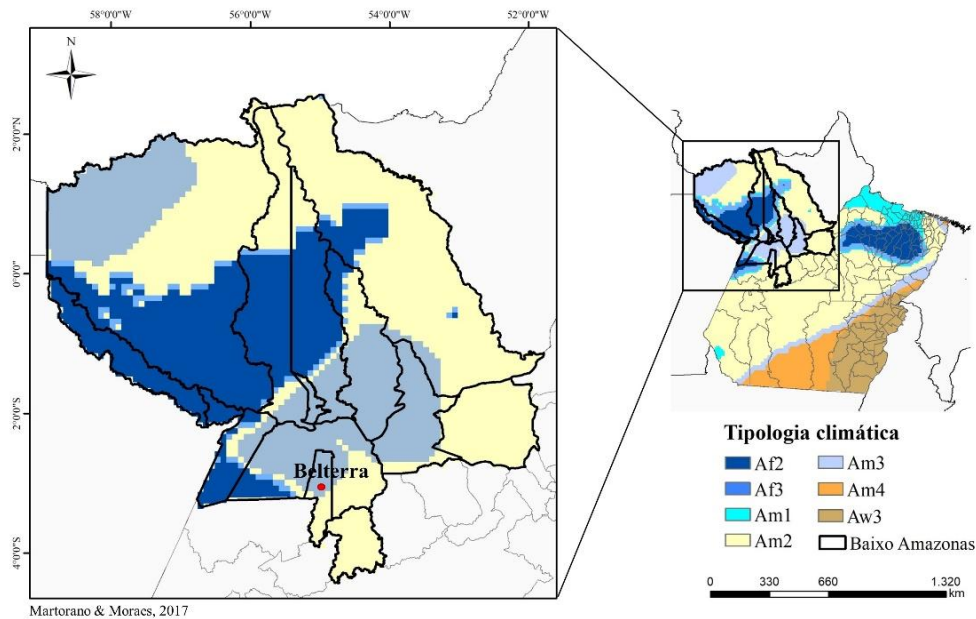 58°0'0"W
56°0'0"W
54°0'0"W
52°0'0"W
N
2°0'0"N
0°0'0"
2°0'0"S
4°0'0"S
Belterra
Martorano & Moraes, 2017
Tipologia climática
Af2
Af3
Am1
Am2
Am3
Am4
Aw3
Baixo Amazonas
0 330 660 1.320
km